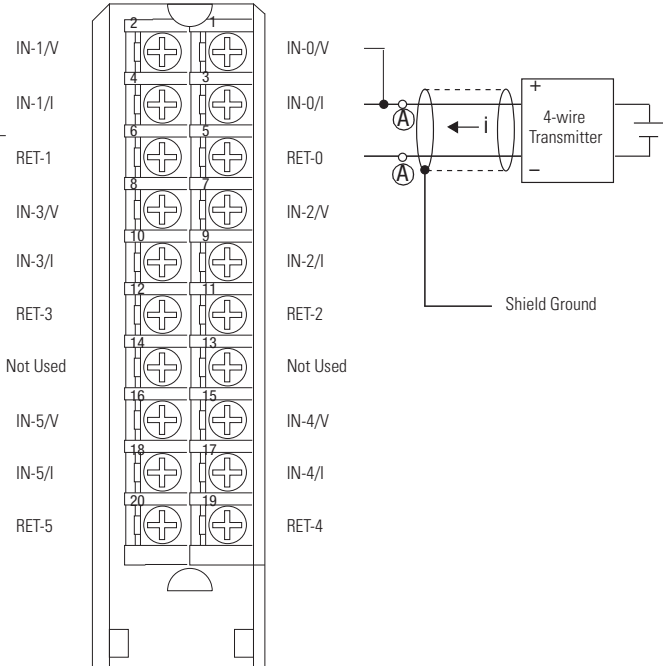 2 1
IN-1/V IN-0/V
4 3
IN-1/I IN-0/I
6 5
RET-1 RET-0
8 7
IN-3/V IN-2/V
10 9
IN-3/I IN-2/I
12 11
RET-3 RET-2
14 13
Not Used Not Used
16 15
IN-5/V IN-4/V
18 17
IN-5/I IN-4/I
20 19
RET-5 RET-4
A
A
i
+
4-wire
Transmitter
–
Shield Ground